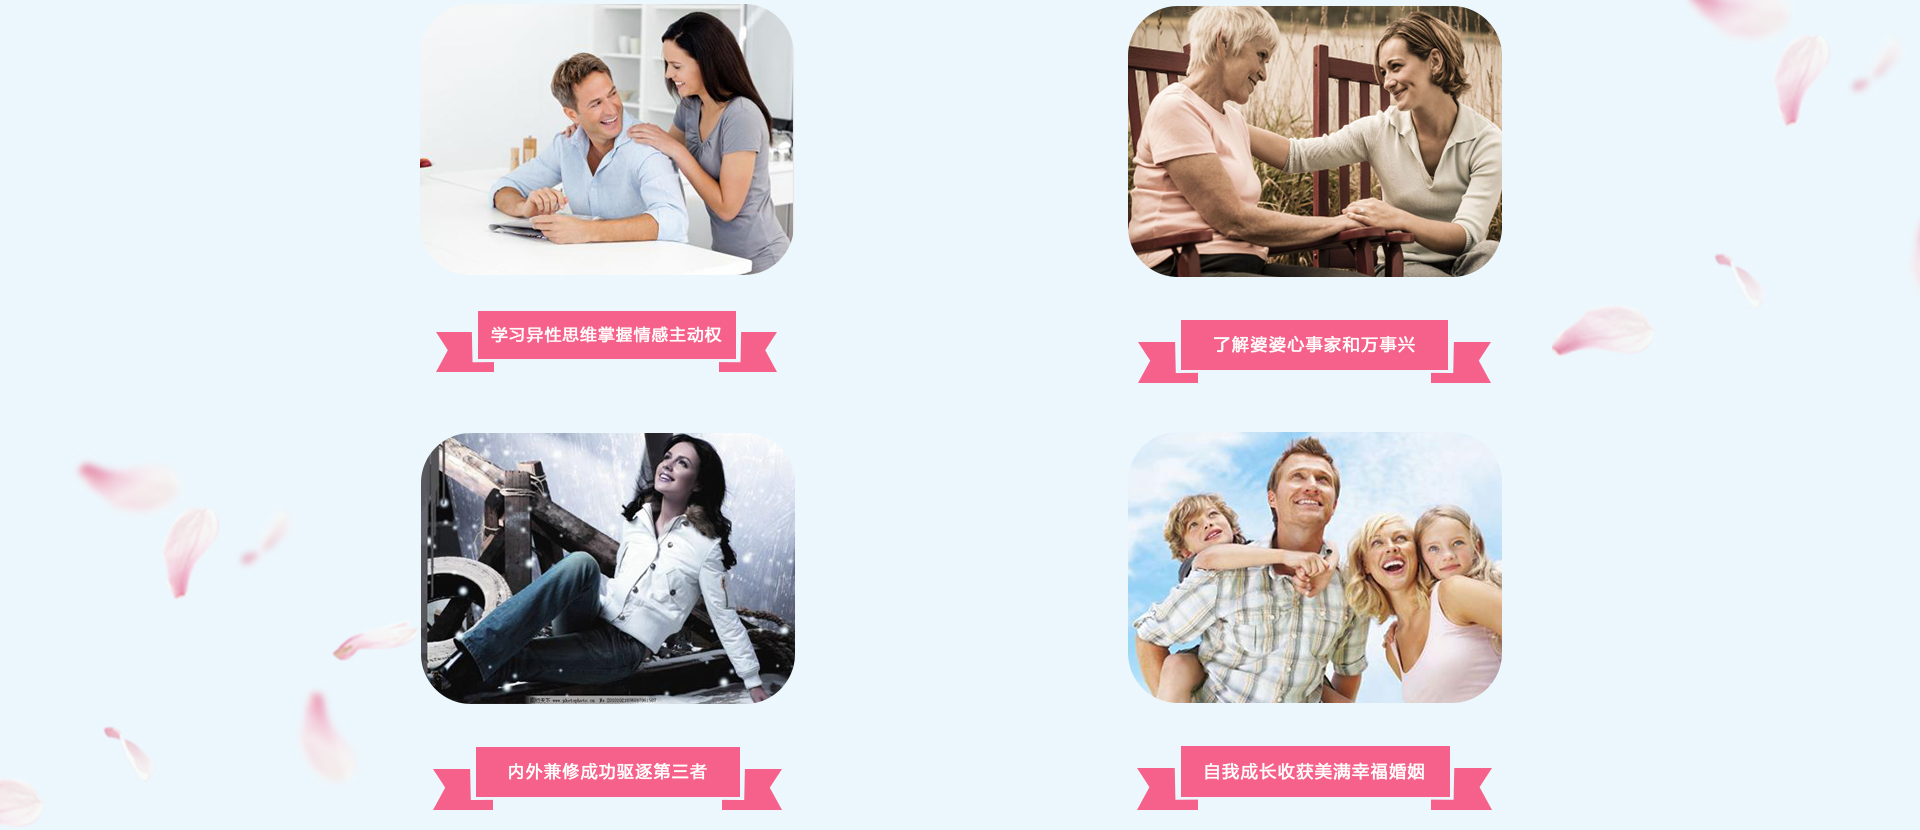 学习异性思维掌握情感主动权
了解婆婆心事家和万事兴
内外兼修成功驱逐第三者
自我成长收获美满幸福婚姻